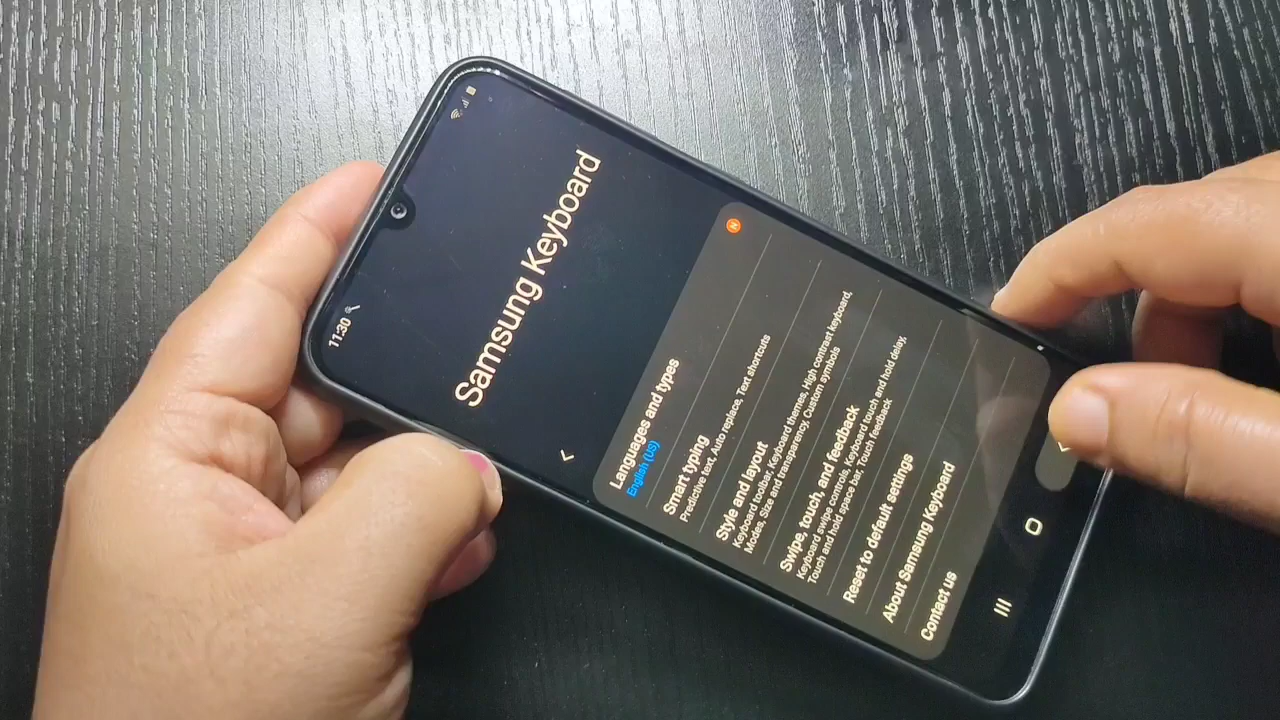 11:30
Samsung Keyboard
Languages and types
English (US)
N
Smart typing
Predictive text, Auto replace, Text shortcuts
Style and layout
Keyboard toolbar, Keyboard themes, High contrast keyboard,
Modes, Size and transparency, Custom symbols
Swipe, touch, and feedback
Keyboard swipe controls, Keyboard touch and hold delay,
Touch and hold space bar, Touch feedback
Reset to default settings
About Samsung Keyboard
Contact us